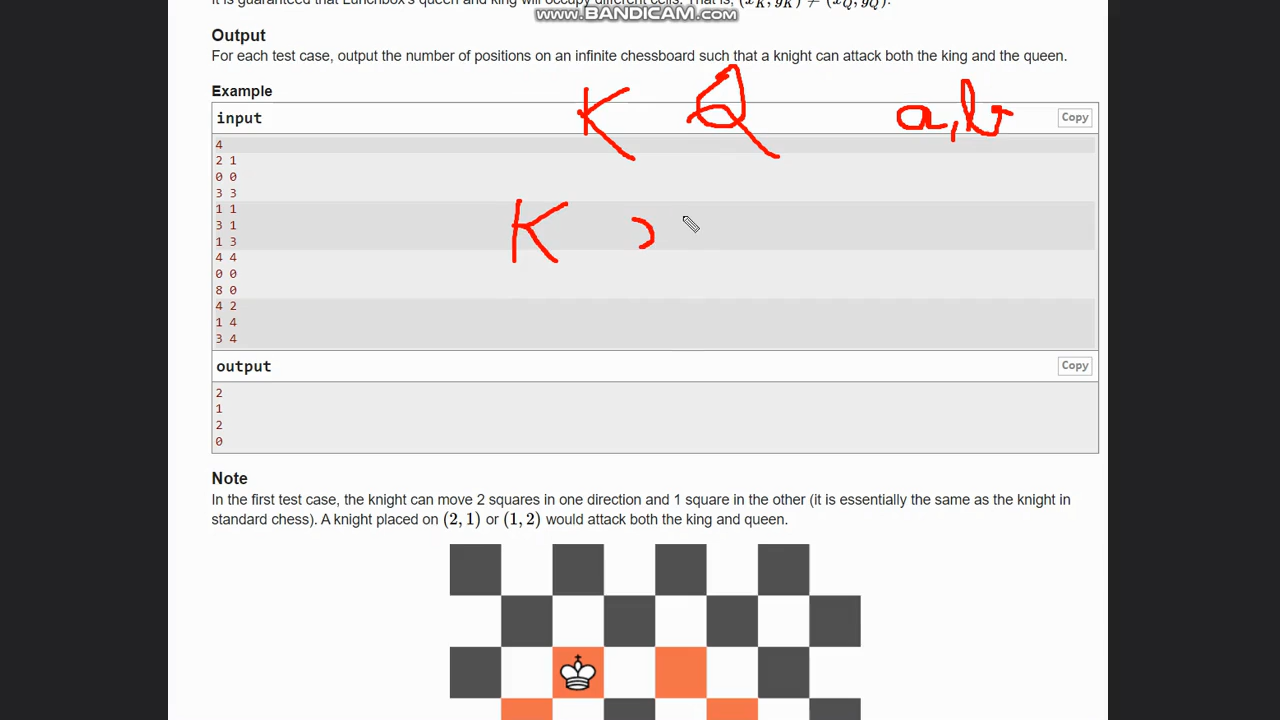 It is guaranteed that Lunchbox's queen and king will occupy different cells. That is, (x_K, y_K) ≠ (x_Q, y_Q).
www.BANDICAM.com
Output
For each test case, output the number of positions on an infinite chessboard such that a knight can attack both the king and the queen.
Example
input
Copy
K Q a,b
4
2 1
0 0
3 3
1 1
3 1
1 3
4 4
0 0
8 0
4 2
1 4
3 4
K
output
Copy
2
1
2
0
Note
In the first test case, the knight can move 2 squares in one direction and 1 square in the other (it is essentially the same as the knight in
standard chess). A knight placed on (2, 1) or (1, 2) would attack both the king and queen.